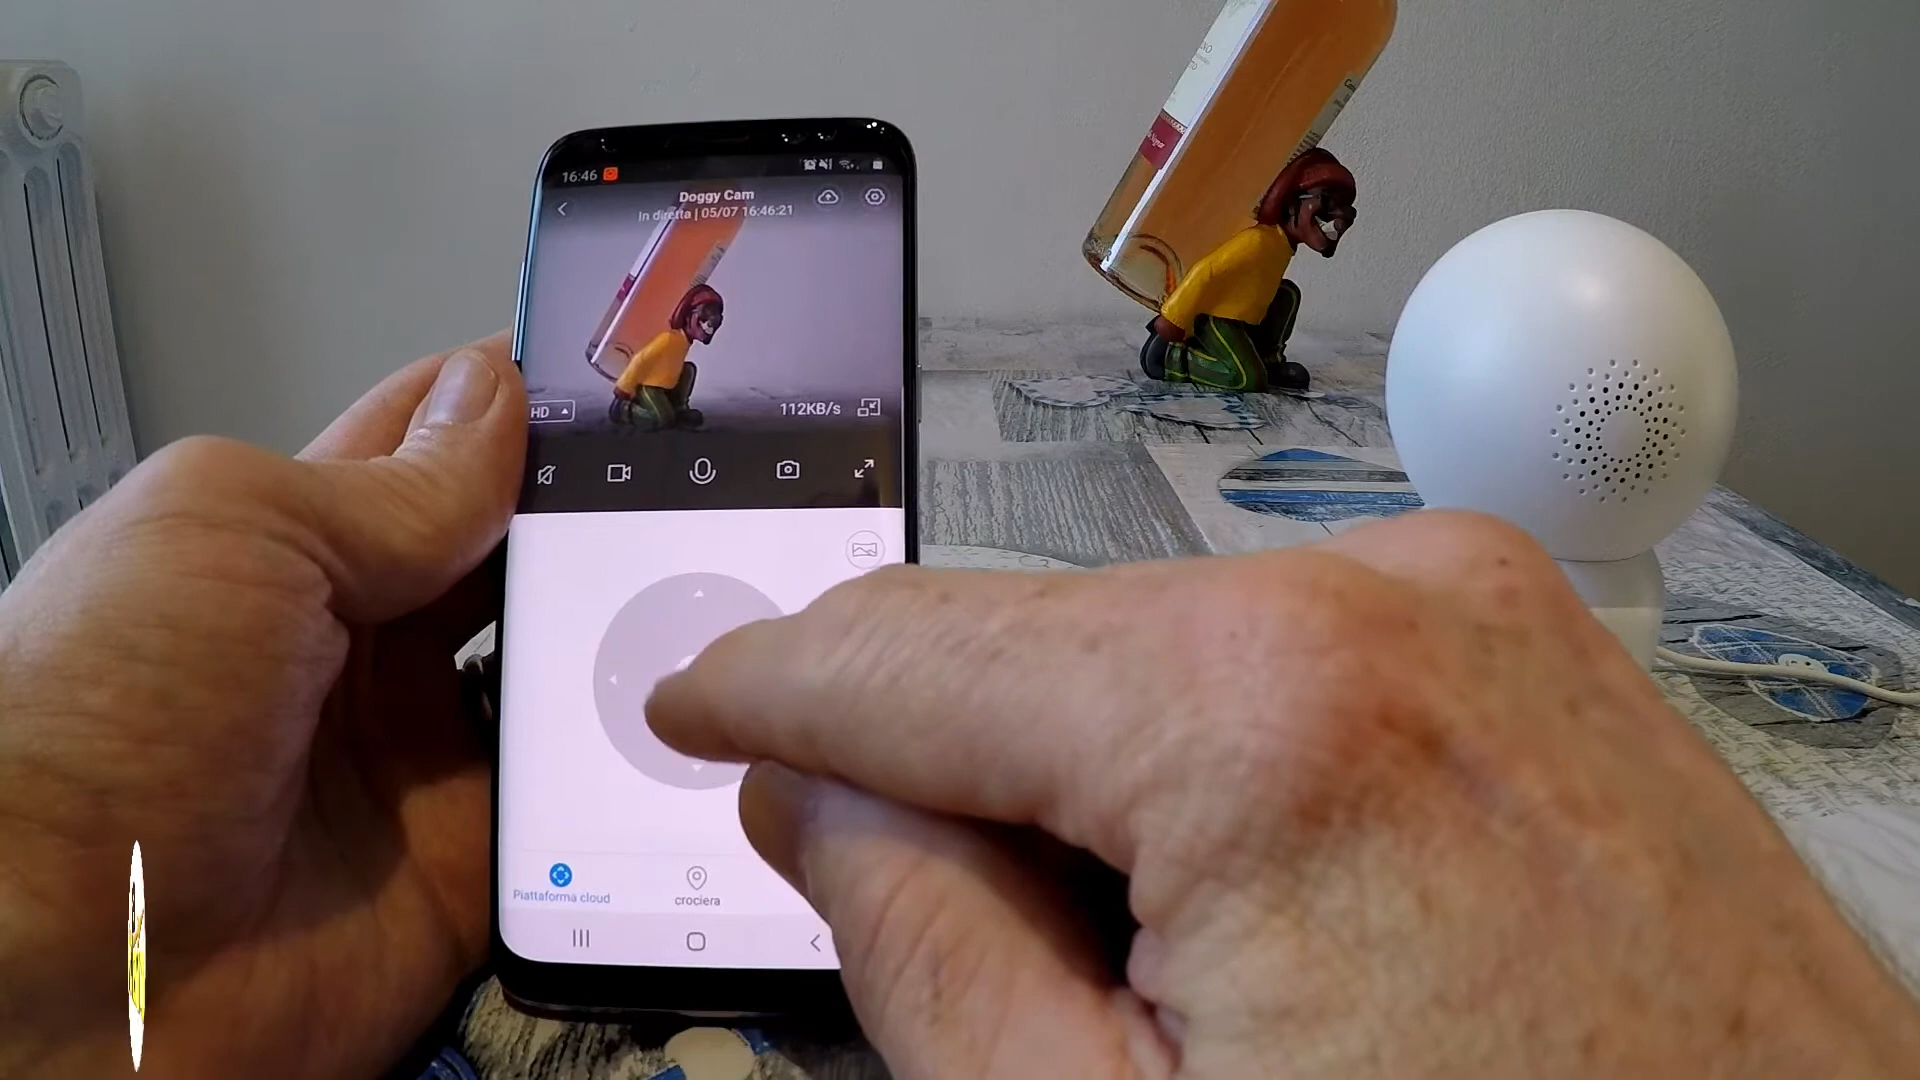 16:46
Doggy Cam
In diretta | 05/07 16:46:21
HD
112KB/s
Piattaforma cloud
crociera